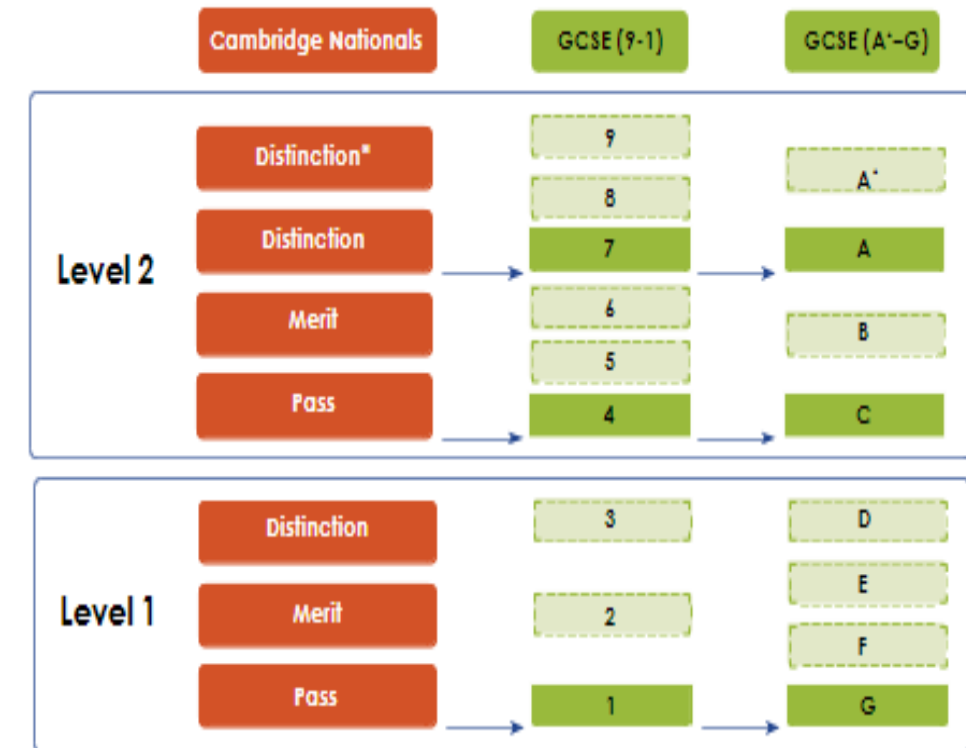 Cambridge Nationals GCSE (9-1) GCSE (A*-G)
Level 2
Distinction*
9
8
A*
Distinction
7
A
Merit
6
5
B
Pass
4
C
Level 1
Distinction
3
D
Merit
2
E
F
Pass
1
G